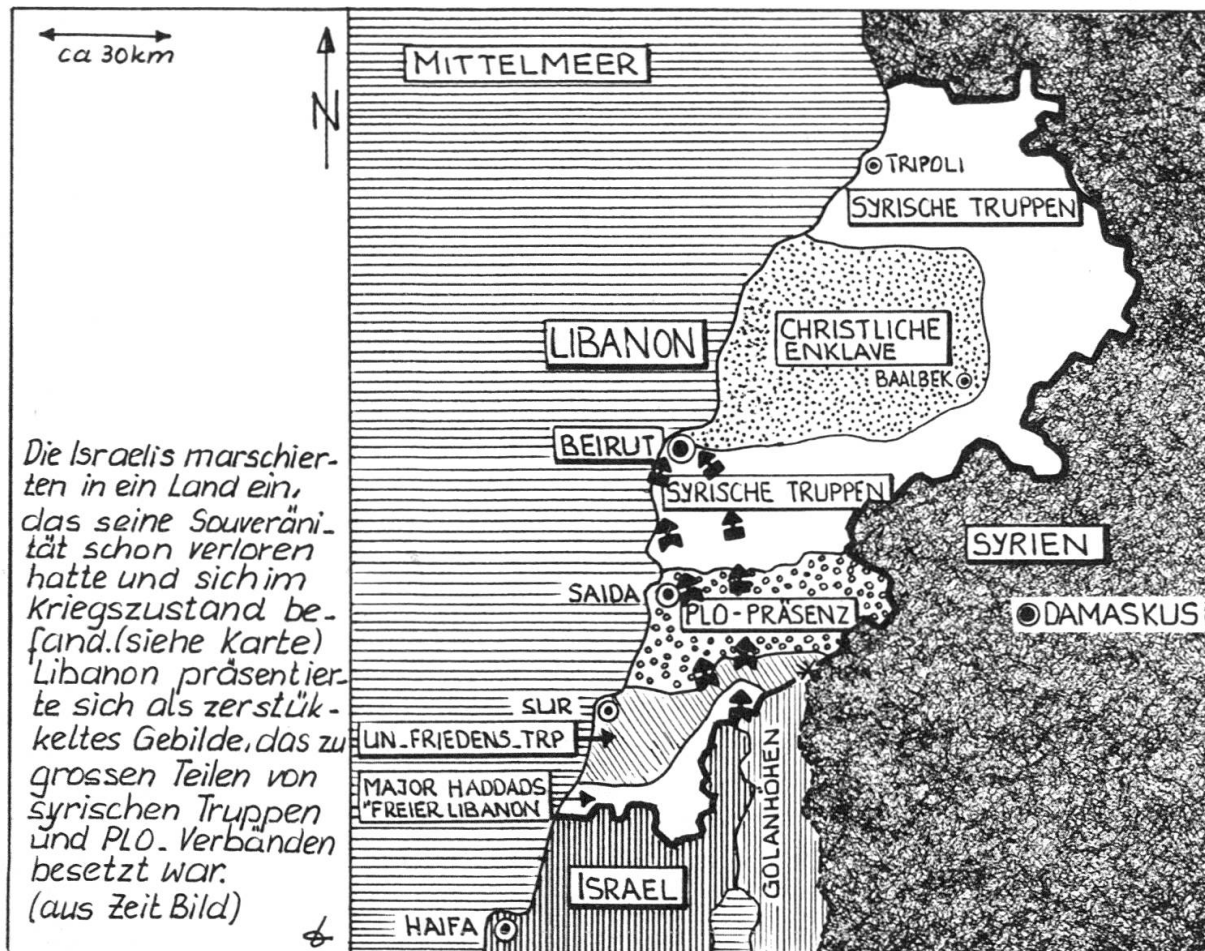 ca 30km
N
MITTELMEER
TRIPOLI
SYRISCHE TRUPPEN
LIBANON
CHRISTLICHE
ENKLAVE
BAALBEK
BEIRUT
SYRISCHE TRUPPEN
SYRIEN
SAIDA
PLO-PRÄSENZ
DAMASKUS
SUR
UN-FRIEDENS-TRP
MAJOR HADDADS
"FREIER LIBANON
GOLANHÖHEN
ISRAEL
HAIFA
Die Israelis marschier-
ten in ein Land ein,
das seine Souveräni-
tät schon verloren
hatte und sich im
Kriegszustand be-
fand.(siehe Karte)
Libanon präsentier-
te sich als zerstük-
keltes Gebilde, das zu
grossen Teilen von
syrischen Truppen
und PLO-Verbänden
besetzt war.
(aus Zeit Bild)